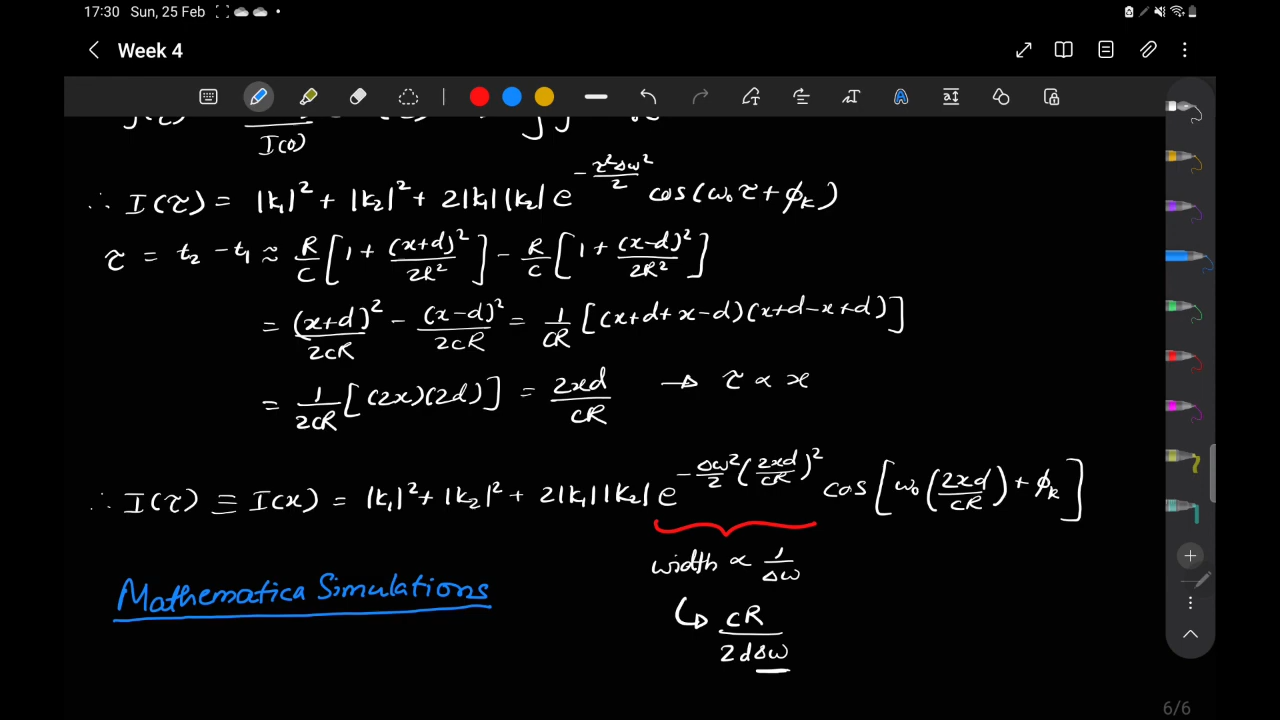 17:30 Sun, 25 Feb
Week 4
I(0)
∴ I(τ) = |k₁|² + |k₂|² + 2|k₁||k₂| e^{-τ²Δω²/2} cos(ω₀τ + ϕₖ)
τ = t₂ - t₁ ≈ R/C [1 + (x+d)²/2R²] - R/C [1 + (x-d)²/2R²]
= (x+d)²/2cR - (x-d)²/2cR = 1/cR [(x+d+x-d)(x+d-x+d)]
= 1/2cR [(2x)(2d)] = 2xd/cR → τ ∝ x
∴ I(τ) ≡ I(x) = |k₁|² + |k₂|² + 2|k₁||k₂| e^{-Δω²/2 (2xd/cR)²} cos[ω₀(2xd/cR) + ϕₖ]
width ∝ 1/Δω
↳ cR/2dΔω
Mathematica Simulations
6/6